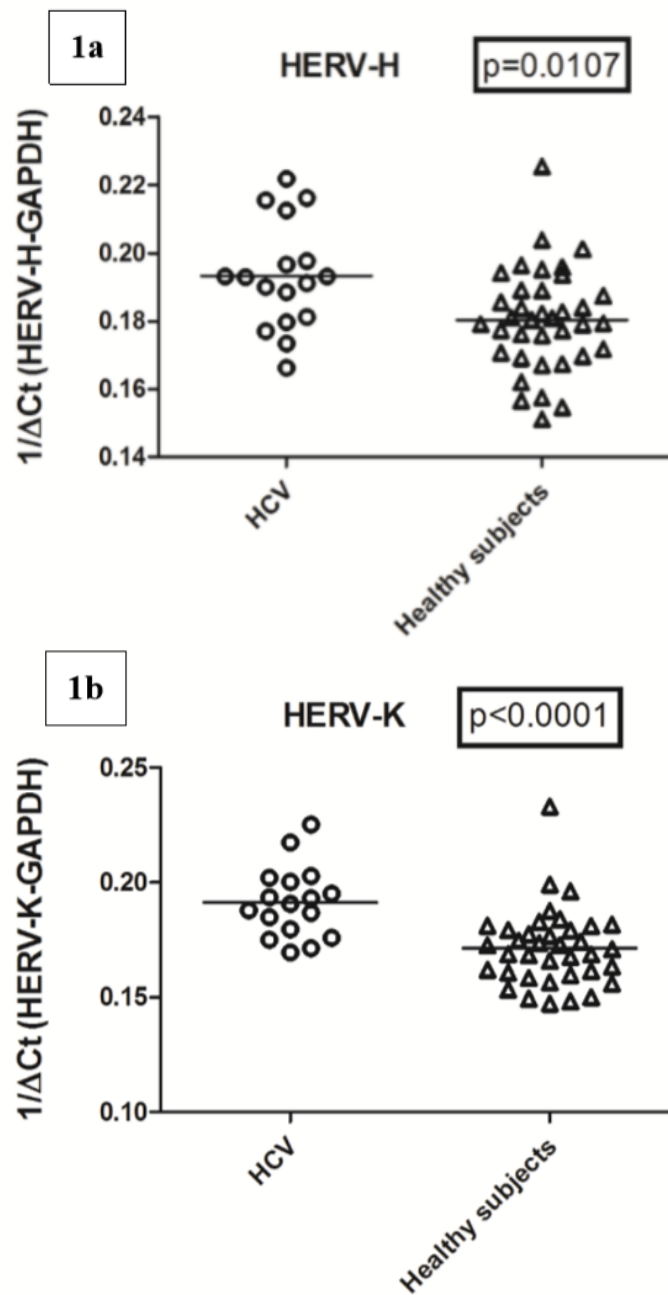 1a
HERV-H
p=0.0107
1/ΔCt (HERV-H-GAPDH)
0.24
0.22
0.20
0.18
0.16
0.14
HCV
Healthy subjects
1b
HERV-K
p<0.0001
1/ΔCt (HERV-K-GAPDH)
0.25
0.20
0.15
0.10
HCV
Healthy subjects